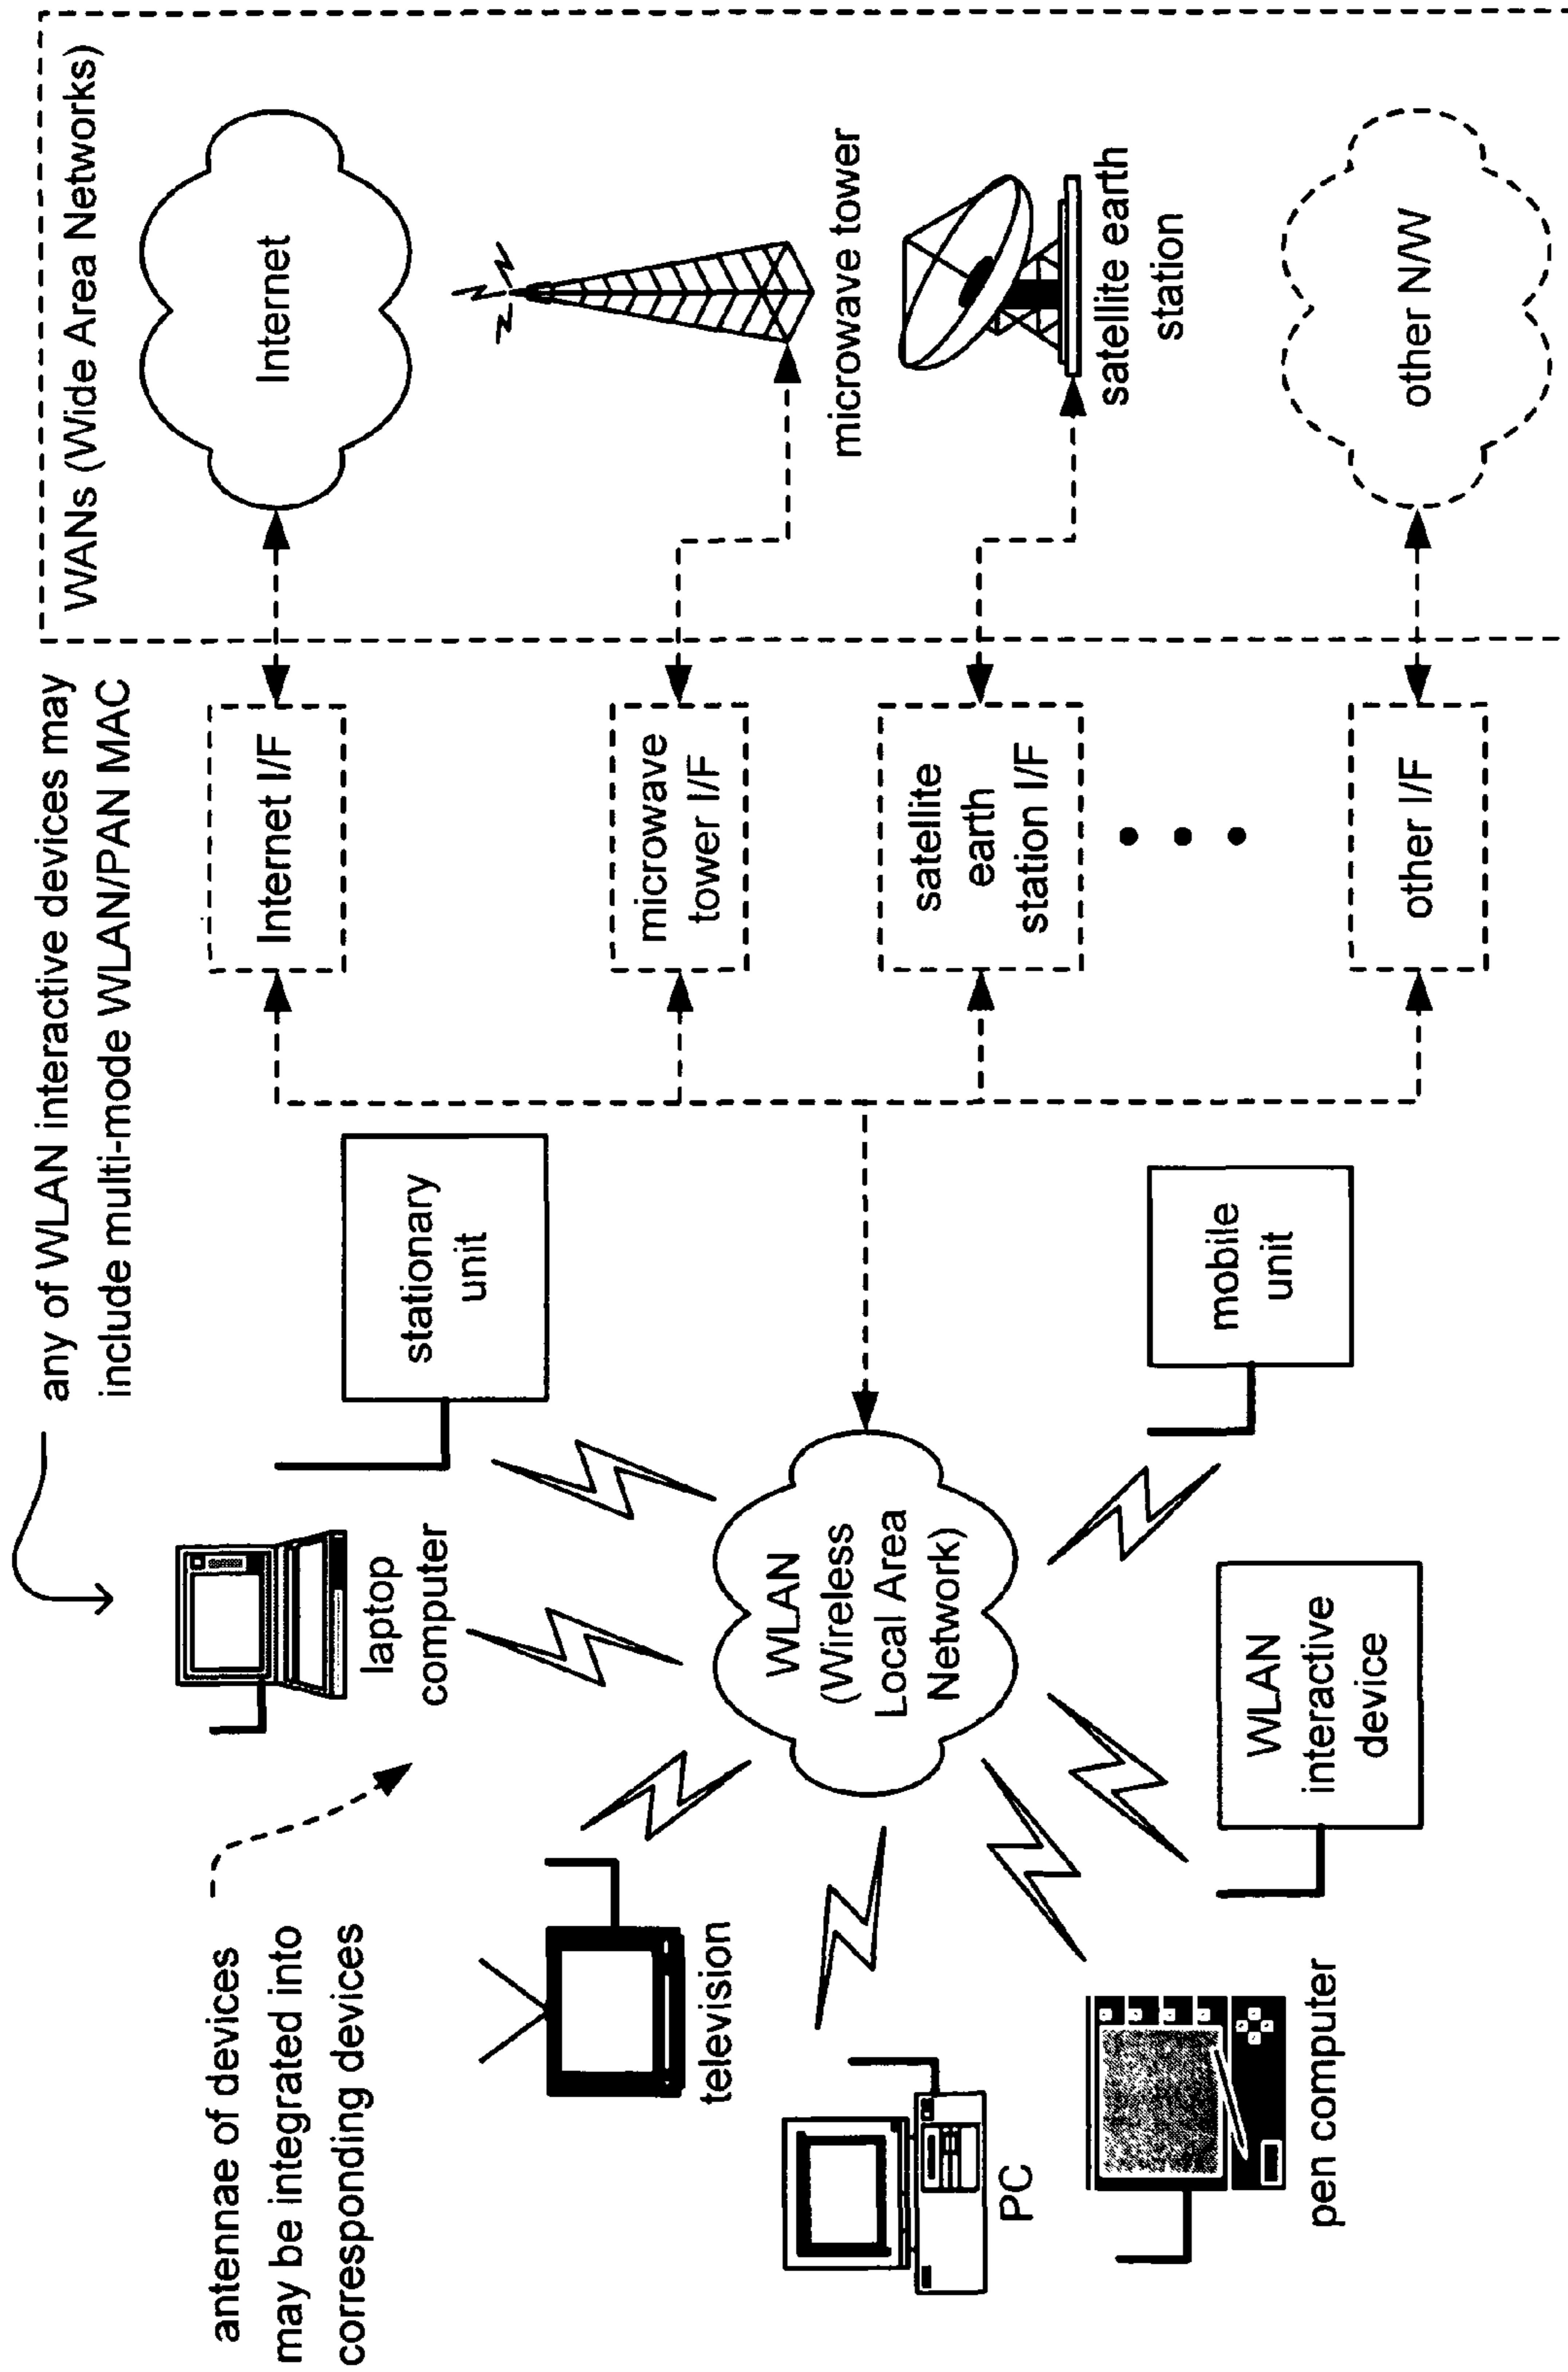 any of WLAN interactive devices may
include multi-mode WLAN/PAN MAC
antennae of devices
may be integrated into
corresponding devices
laptop
computer
stationary
unit
television
PC
pen computer
WLAN
(Wireless
Local Area
Network)
WLAN
interactive
device
mobile
unit
Internet I/F
microwave
tower I/F
satellite
earth
station I/F
other I/F
WANs (Wide Area Networks)
Internet
microwave tower
satellite earth
station
other N/W